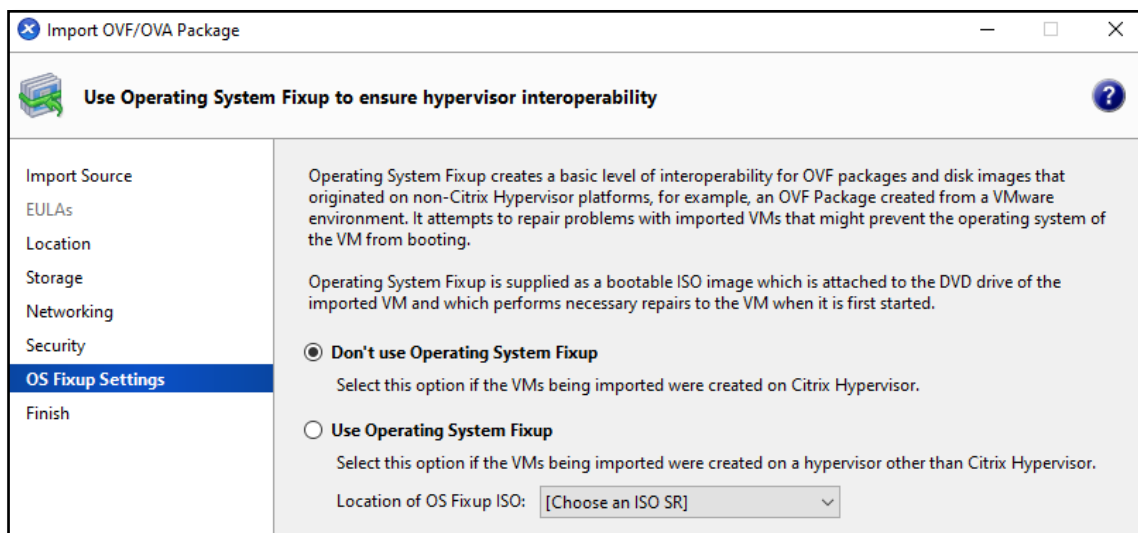 Import OVF/OVA Package
Use Operating System Fixup to ensure hypervisor interoperability
?
Import Source
EULAs
Location
Storage
Networking
Security
OS Fixup Settings
Finish
Operating System Fixup creates a basic level of interoperability for OVF packages and disk images that
originated on non-Citrix Hypervisor platforms, for example, an OVF Package created from a VMware
environment. It attempts to repair problems with imported VMs that might prevent the operating system of
the VM from booting.
Operating System Fixup is supplied as a bootable ISO image which is attached to the DVD drive of the
imported VM and which performs necessary repairs to the VM when it is first started.
Don't use Operating System Fixup
Select this option if the VMs being imported were created on Citrix Hypervisor.
Use Operating System Fixup
Select this option if the VMs being imported were created on a hypervisor other than Citrix Hypervisor.
Location of OS Fixup ISO: [Choose an ISO SR]